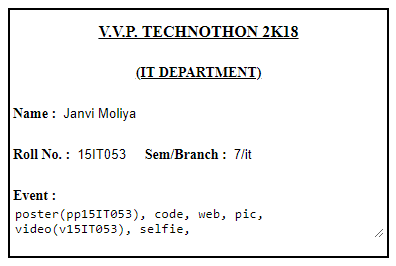 V.V.P. TECHNOTHON 2K18
(IT DEPARTMENT)
Name : Janvi Moliya
Roll No. : 15IT053 Sem/Branch : 7/it
Event :
poster(pp15IT053), code, web, pic,
video(v15IT053), selfie,